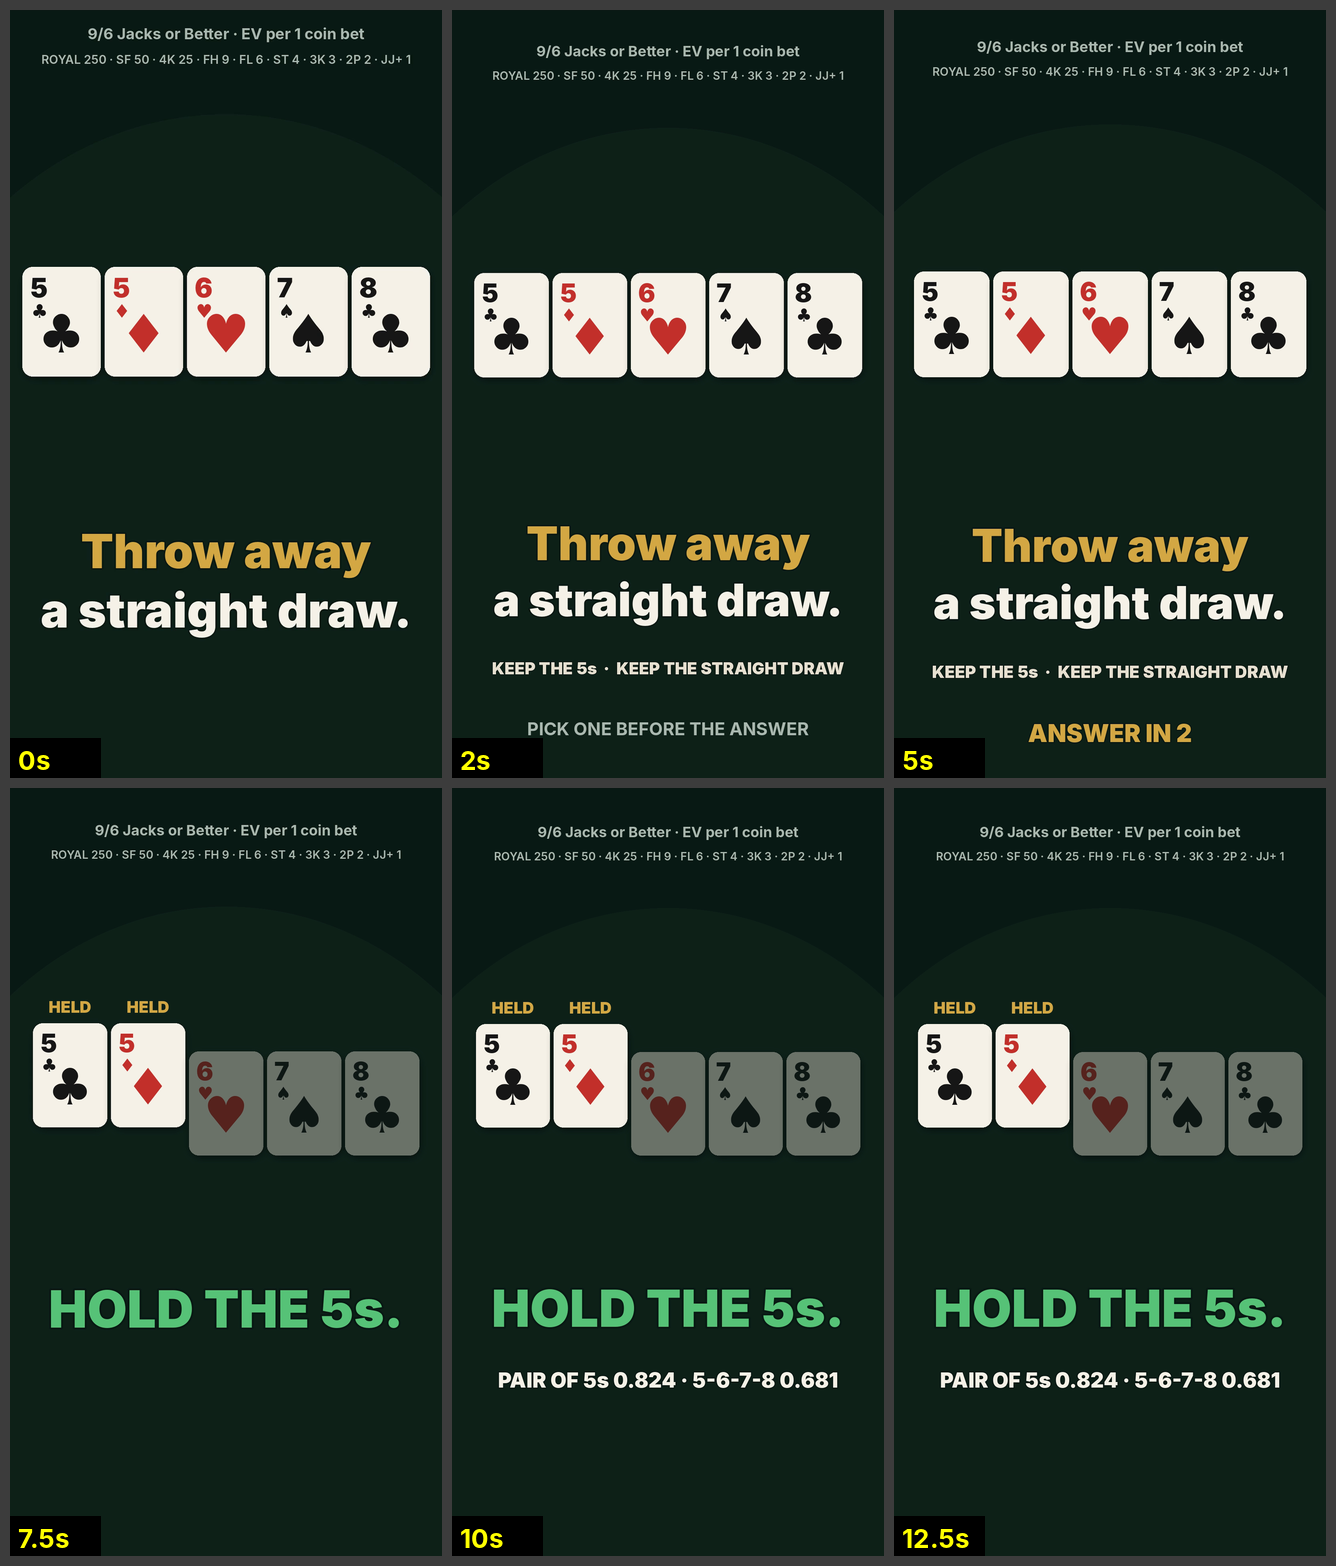 9/6 Jacks or Better · EV per 1 coin bet
ROYAL 250 · SF 50 · 4K 25 · FH 9 · FL 6 · ST 4 · 3K 3 · 2P 2 · JJ+ 1
5 5 6 7 8
Throw away
a straight draw.
0s
9/6 Jacks or Better · EV per 1 coin bet
ROYAL 250 · SF 50 · 4K 25 · FH 9 · FL 6 · ST 4 · 3K 3 · 2P 2 · JJ+ 1
5 5 6 7 8
Throw away
a straight draw.
KEEP THE 5s · KEEP THE STRAIGHT DRAW
PICK ONE BEFORE THE ANSWER
2s
9/6 Jacks or Better · EV per 1 coin bet
ROYAL 250 · SF 50 · 4K 25 · FH 9 · FL 6 · ST 4 · 3K 3 · 2P 2 · JJ+ 1
5 5 6 7 8
Throw away
a straight draw.
KEEP THE 5s · KEEP THE STRAIGHT DRAW
ANSWER IN 2
5s
9/6 Jacks or Better · EV per 1 coin bet
ROYAL 250 · SF 50 · 4K 25 · FH 9 · FL 6 · ST 4 · 3K 3 · 2P 2 · JJ+ 1
HELD HELD
5 5 6 7 8
HOLD THE 5s.
7.5s
9/6 Jacks or Better · EV per 1 coin bet
ROYAL 250 · SF 50 · 4K 25 · FH 9 · FL 6 · ST 4 · 3K 3 · 2P 2 · JJ+ 1
HELD HELD
5 5 6 7 8
HOLD THE 5s.
PAIR OF 5s 0.824 · 5-6-7-8 0.681
10s
9/6 Jacks or Better · EV per 1 coin bet
ROYAL 250 · SF 50 · 4K 25 · FH 9 · FL 6 · ST 4 · 3K 3 · 2P 2 · JJ+ 1
HELD HELD
5 5 6 7 8
HOLD THE 5s.
PAIR OF 5s 0.824 · 5-6-7-8 0.681
12.5s